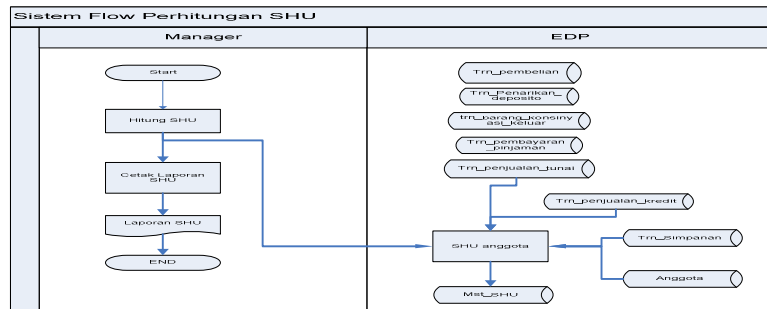 Sistem Flow Perhitungan SHU
Manager
EDP
Start
Hitung SHU
Cetak Laporan
SHU
Laporan SHU
END
Trn_pembelian
Trn_Penarikan_
deposito
trn_barang_konsiny
asi_keluar
Trn_pembayaran
_pinjaman
Trn_penjualan_tunai
Trn_penjualan_kredit
SHU anggota
Trn_Simpanan
Anggota
Mst_SHU